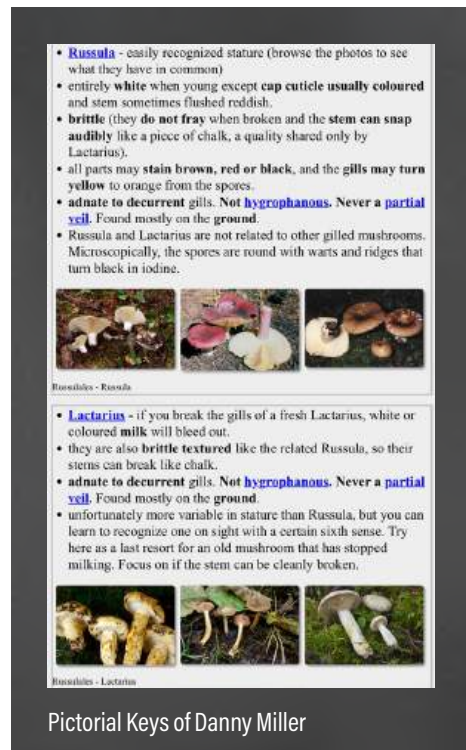 • Russula - easily recognized stature (browse the photos to see
what they have in common)
• entirely white when young except cap cuticle usually coloured
and stem sometimes flushed reddish.
• brittle (they do not fray when broken and the stem can snap
audibly like a piece of chalk, a quality shared only by
Lactarius).
• all parts may stain brown, red or black, and the gills may turn
yellow to orange from the spores.
• adnate to decurrent gills. Not hygrophanous. Never a partial
veil. Found mostly on the ground.
• Russula and Lactarius are not related to other gilled mushrooms.
Microscopically, the spores are round with warts and ridges that
turn black in iodine.
Russulales - Russula
• Lactarius - if you break the gills of a fresh Lactarius, white or
coloured milk will bleed out.
• they are also brittle textured like the related Russula, so their
stems can break like chalk.
• adnate to decurrent gills. Not hygrophanous. Never a partial
veil. Found mostly on the ground.
• unfortunately more variable in stature than Russula, but you can
learn to recognize one on sight with a certain sixth sense. Try
here as a last resort for an old mushroom that has stopped
milking. Focus on if the stem can be cleanly broken.
Russulales - Lactarius
Pictorial Keys of Danny Miller